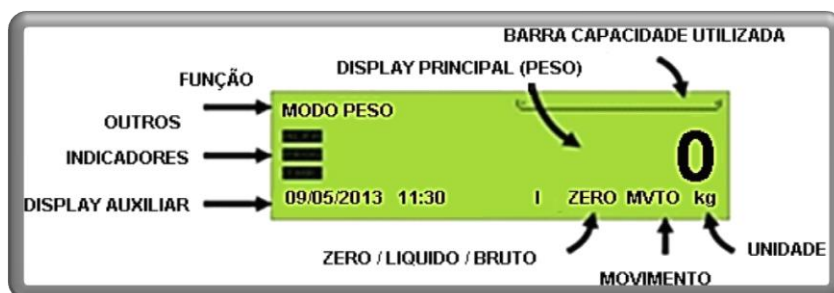 BARRA CAPACIDADE UTILIZADA
DISPLAY PRINCIPAL (PESO)
FUNÇÃO
MODO PESO
OUTROS
INDICADORES
0
DISPLAY AUXILIAR
09/05/2013 11:30 I ZERO MVTO kg
ZERO / LIQUIDO / BRUTO
UNIDADE
MOVIMENTO